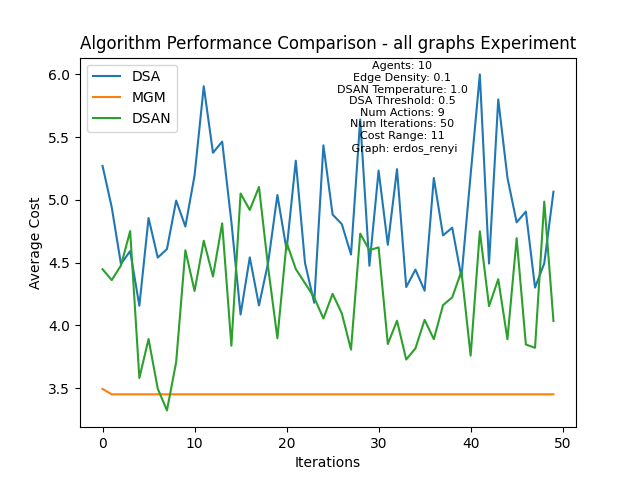 Algorithm Performance Comparison - all graphs Experiment
DSA
MGM
DSAN
Agents: 10
Edge Density: 0.1
DSAN Temperature: 1.0
DSA Threshold: 0.5
Num Actions: 9
Num Iterations: 50
Cost Range: 11
Graph: erdos_renyi
Average Cost
6.0
5.5
5.0
4.5
4.0
3.5
0 10 20 30 40 50
Iterations